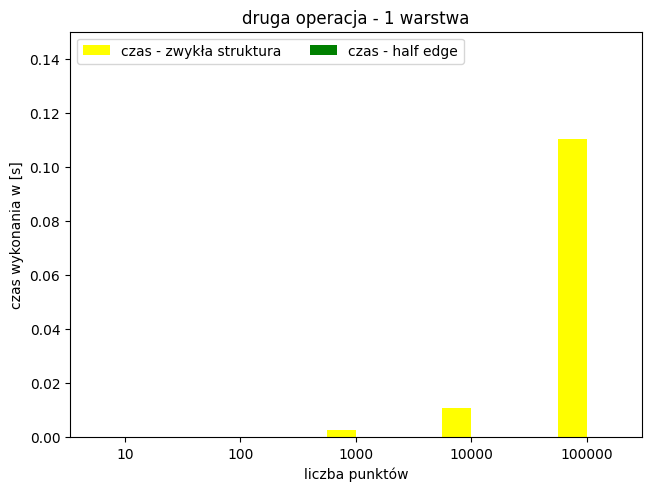 druga operacja - 1 warstwa
czas - zwykła struktura
czas - half edge
czas wykonania w [s]
0.14
0.12
0.10
0.08
0.06
0.04
0.02
0.00
10 100 1000 10000 100000
liczba punktów